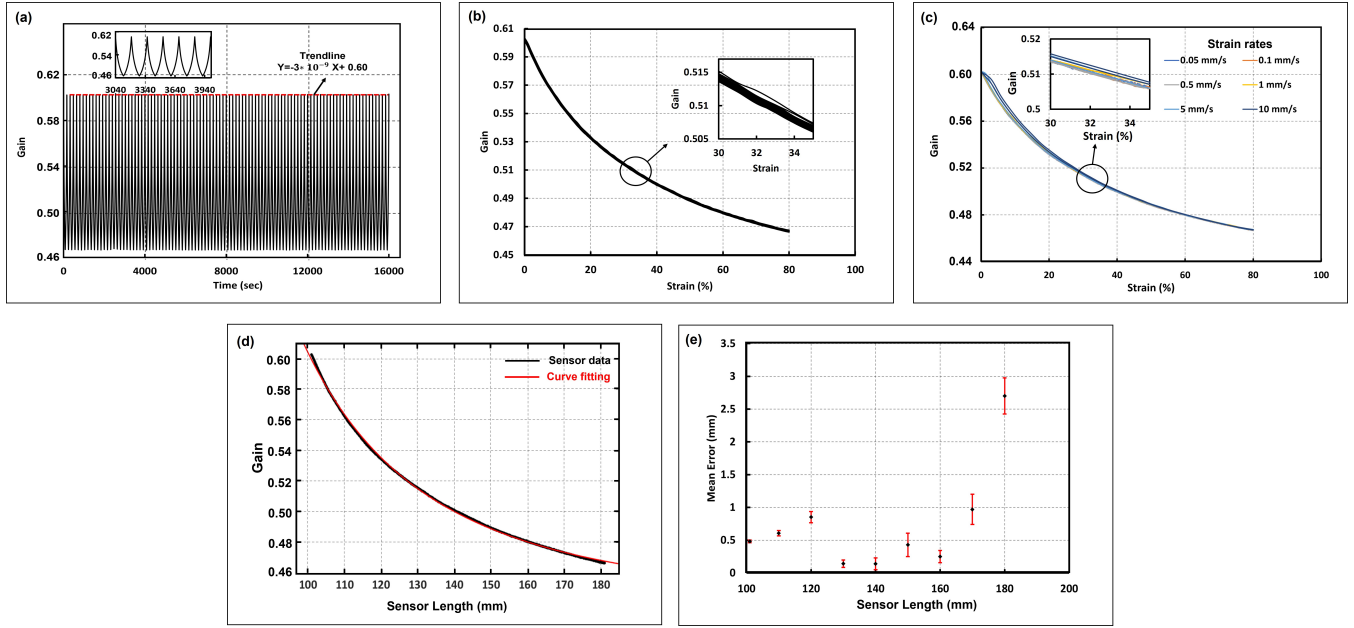 (a)
0.62
0.58
0.54
0.50
0.46
Gain
0.62
0.54
0.46
3040 3340 3640 3940
Trendline
Y=-3* 10⁻⁹ X+ 0.60
0 4000 8000 12000 16000
Time (sec)
(b)
0.61
0.59
0.57
0.55
0.53
0.51
0.49
0.47
0.45
Gain
0.515
0.51
0.505
Gain
30 32 34
Strain
0 20 40 60 80 100
Strain (%)
(c)
0.64
0.60
0.56
0.52
0.48
0.44
Gain
0.52
0.51
0.5
Gain
30 32 34
Strain (%)
Strain rates
0.05 mm/s 0.1 mm/s
0.5 mm/s 1 mm/s
5 mm/s 10 mm/s
0 20 40 60 80 100
Strain (%)
(d)
0.60
0.58
0.56
0.54
0.52
0.50
0.48
0.46
Gain
Sensor data
Curve fitting
100 110 120 130 140 150 160 170 180
Sensor Length (mm)
(e)
3.5
3
2.5
2
1.5
1
0.5
0
Mean Error (mm)
100 110 120 130 140 150 160 170 180 200
Sensor Length (mm)